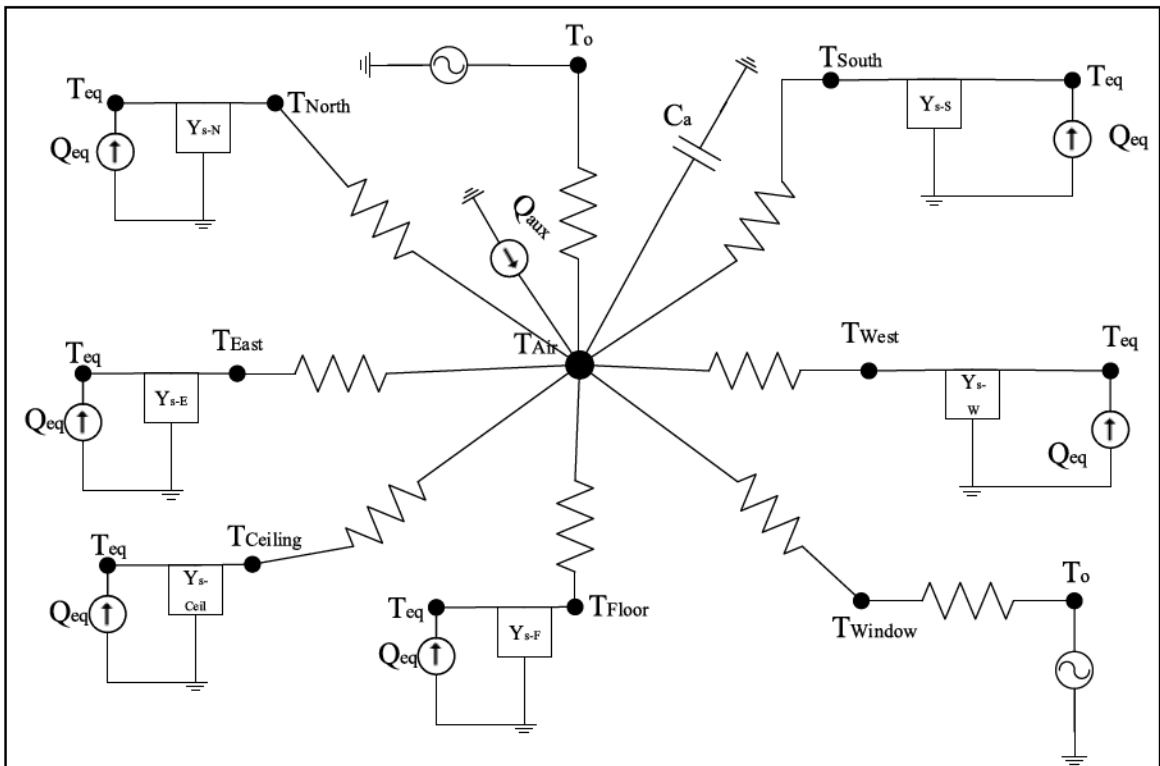 To
TSouth
Teq
Teq
TNorth
Ca
Ys-N
Ys-S
Qeq
Qeq
Qaux
TEast
TAir
TWest
Teq
Teq
Ys-E
Ys-
W
Qeq
Qeq
TCeiling
Teq
Ys-
Ceil
Qeq
To
Teq
TFloor
TWindow
Ys-F
Qeq